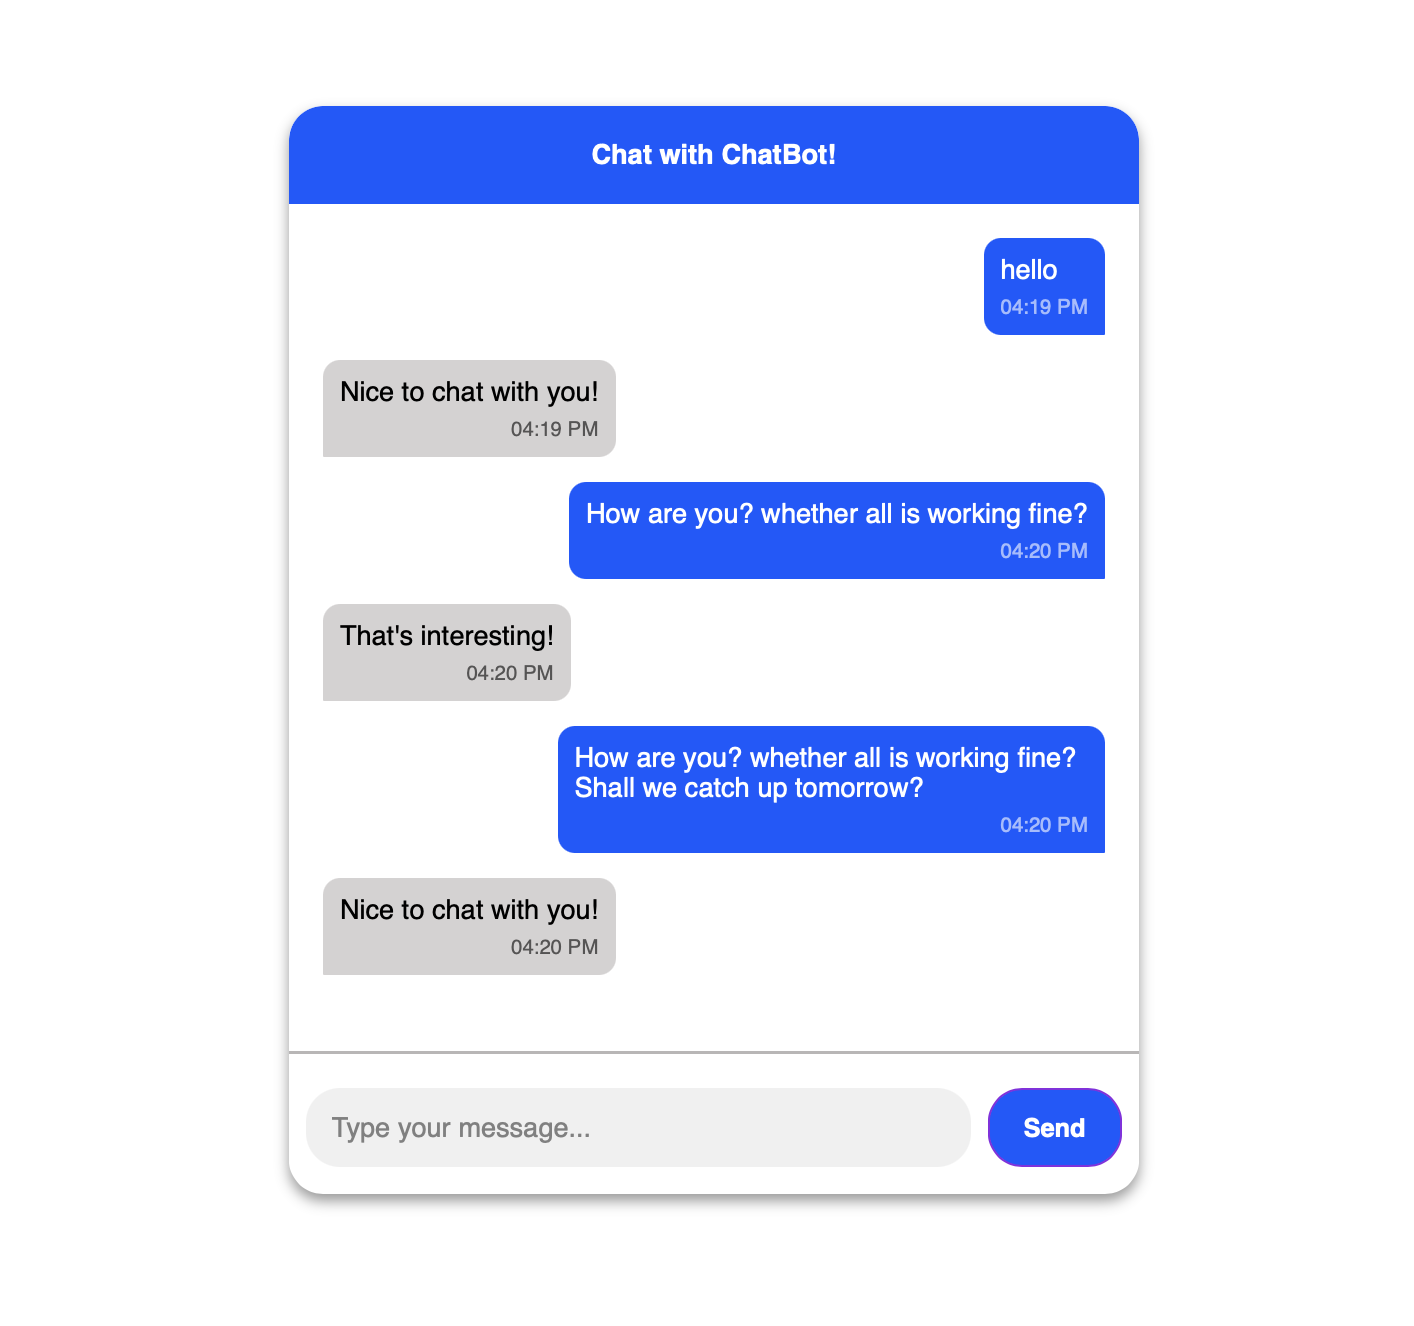 Chat with ChatBot!
hello
04:19 PM
Nice to chat with you!
04:19 PM
How are you? whether all is working fine?
04:20 PM
That's interesting!
04:20 PM
How are you? whether all is working fine?
Shall we catch up tomorrow?
04:20 PM
Nice to chat with you!
04:20 PM
Type your message...
Send